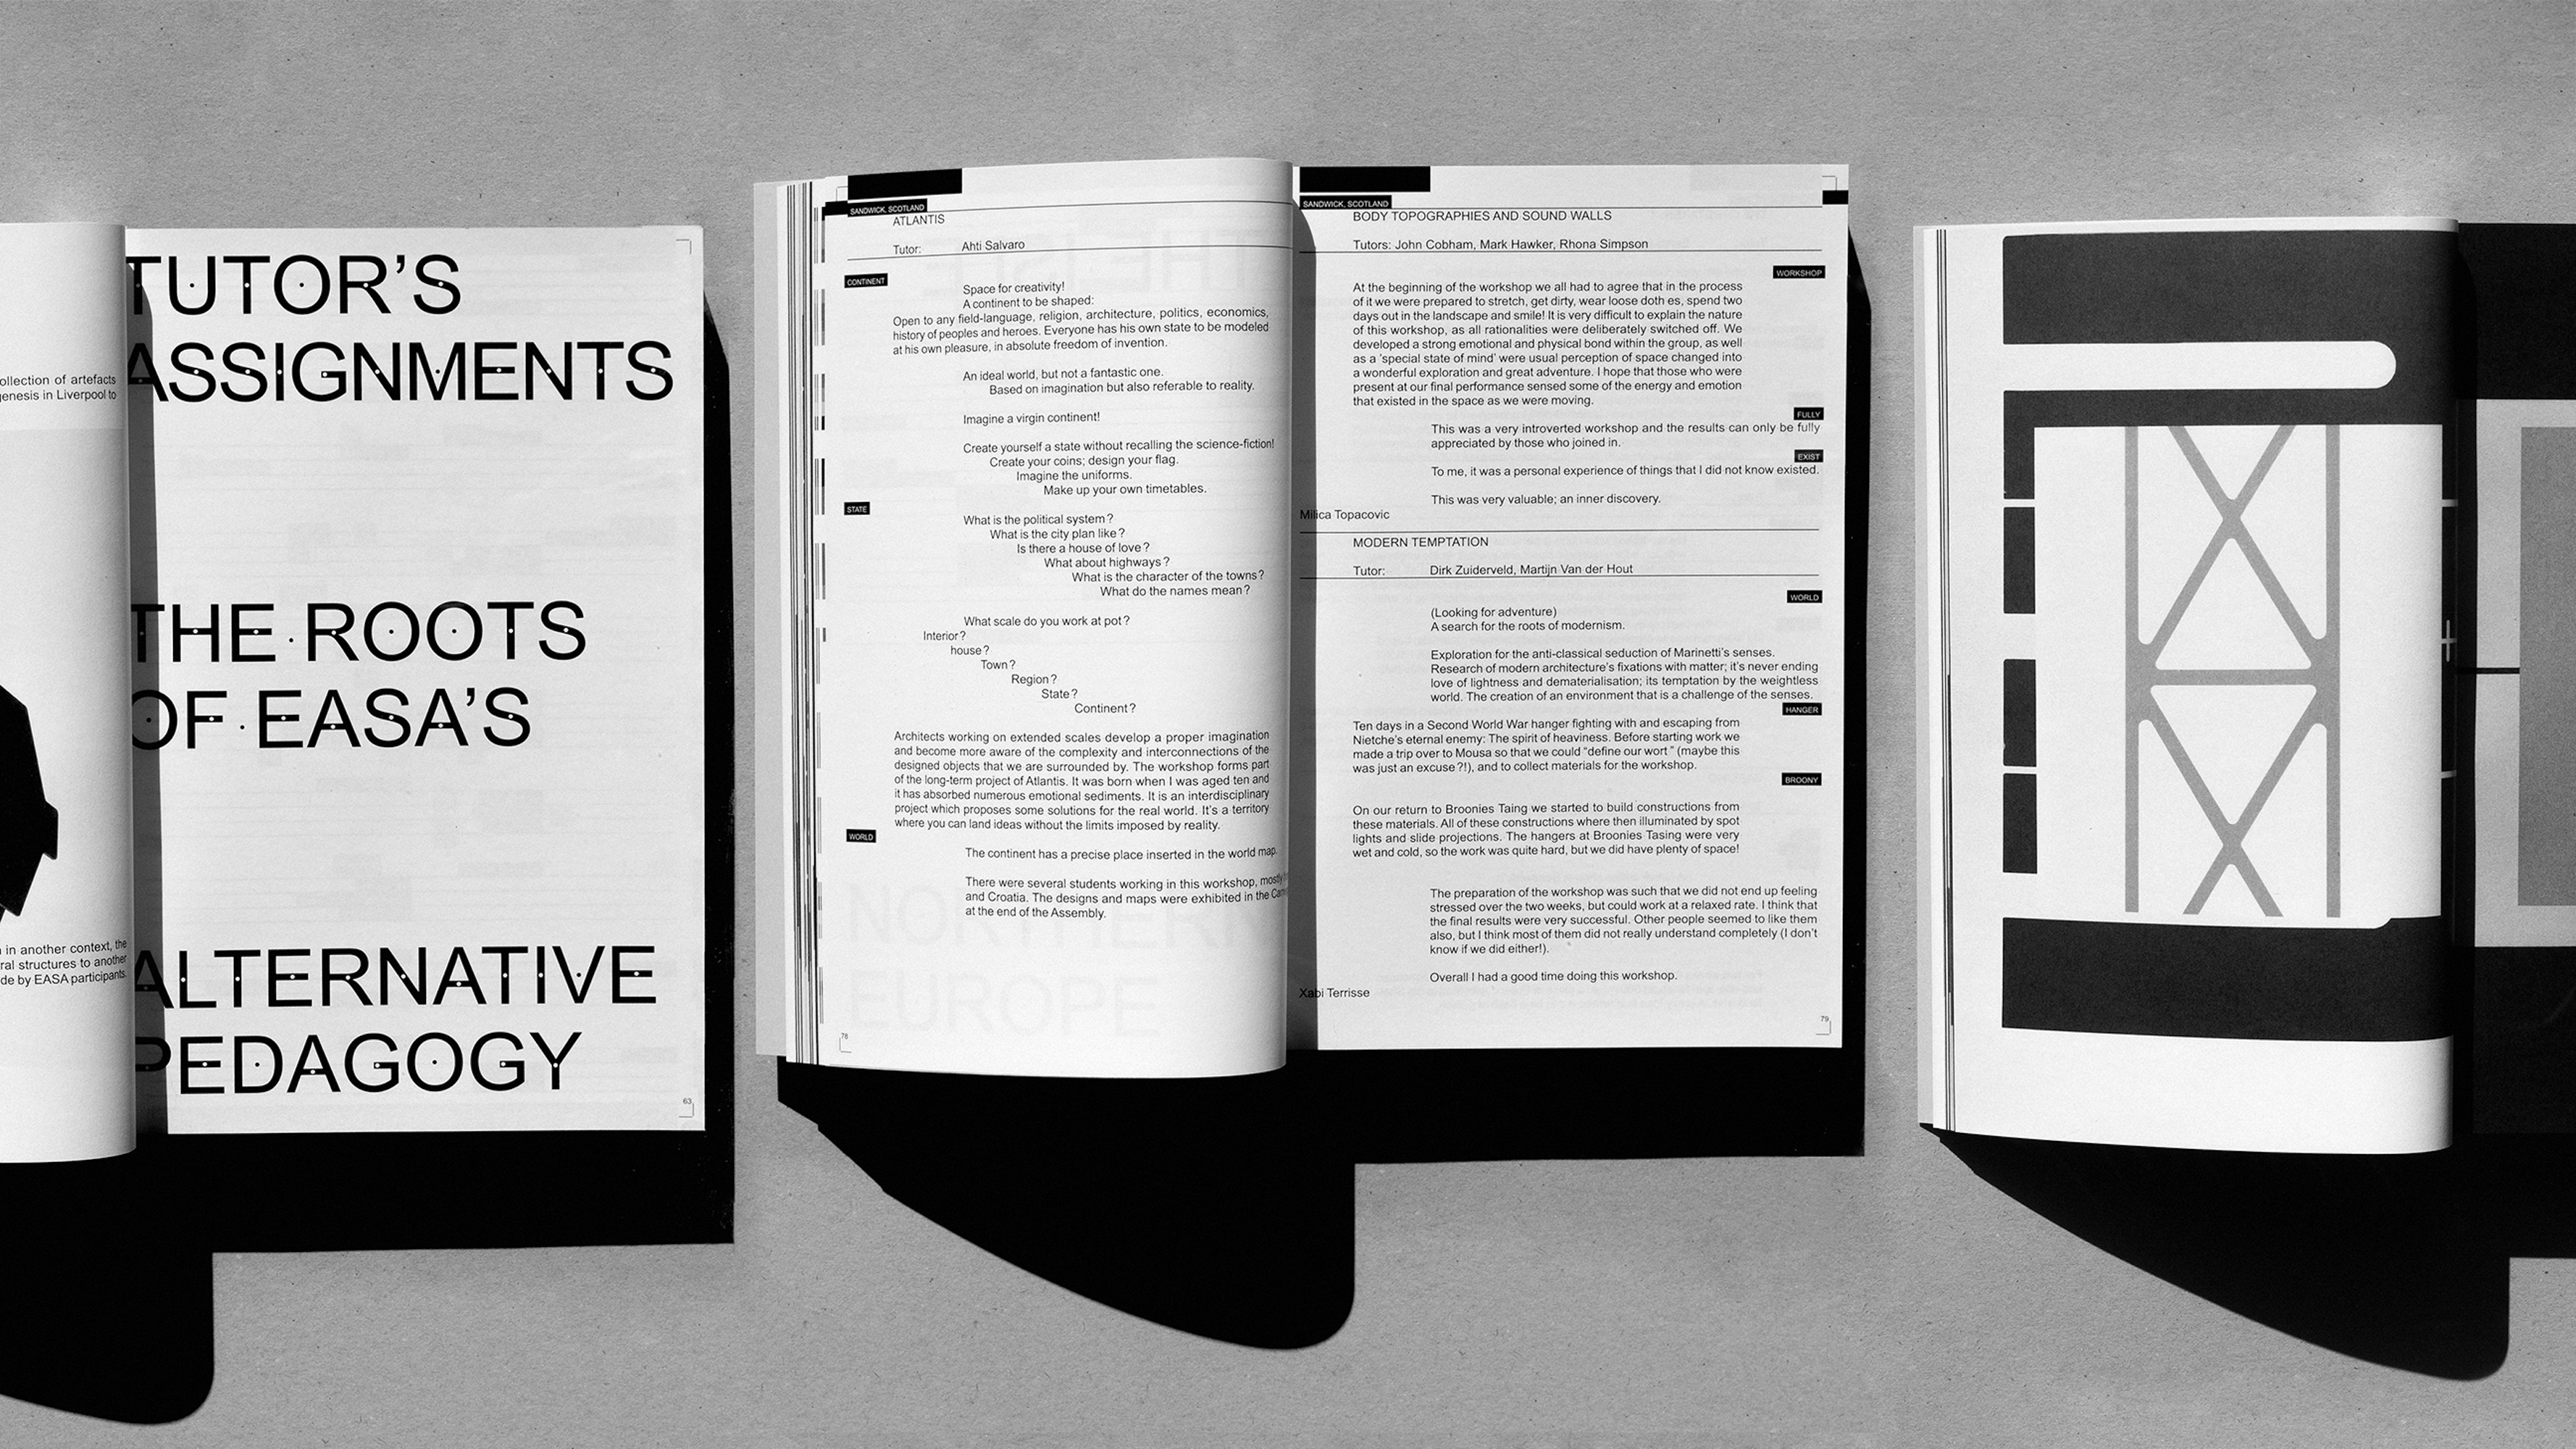 ollection of artefacts
genesis in Liverpool to
in another context, the
ral structures to another
de by EASA participants.
TUTOR'S
ASSIGNMENTS
THE ROOTS
OF EASA'S
ALTERNATIVE
PEDAGOGY
63
SANDWICK, SCOTLAND
ATLANTIS
Tutor: Ahti Salvaro
CONTINENT
Space for creativity!
A continent to be shaped:
Open to any field-language, religion, architecture, politics, economics,
history of peoples and heroes. Everyone has his own state to be modeled
at his own pleasure, in absolute freedom of invention.
An ideal world, but not a fantastic one.
Based on imagination but also referable to reality.
Imagine a virgin continent!
Create yourself a state without recalling the science-fiction!
Create your coins; design your flag.
Imagine the uniforms.
Make up your own timetables.
STATE
What is the political system?
What is the city plan like?
Is there a house of love?
What about highways?
What is the character of the towns?
What do the names mean?
What scale do you work at pot?
Interior?
house?
Town?
Region?
State?
Continent?
Architects working on extended scales develop a proper imagination
and become more aware of the complexity and interconnections of the
designed objects that we are surrounded by. The workshop forms part
of the long-term project of Atlantis. It was born when I was aged ten and
it has absorbed numerous emotional sediments. It is an interdisciplinary
project which proposes some solutions for the real world. It's a territory
where you can land ideas without the limits imposed by reality.
WORLD
The continent has a precise place inserted in the world map.
There were several students working in this workshop, mostly
and Croatia. The designs and maps were exhibited in the
at the end of the Assembly.
NORTHERN
EUROPE
78
SANDWICK, SCOTLAND
BODY TOPOGRAPHIES AND SOUND WALLS
Tutors: John Cobham, Mark Hawker, Rhona Simpson
WORKSHOP
At the beginning of the workshop we all had to agree that in the process
of it we were prepared to stretch, get dirty, wear loose doth es, spend two
days out in the landscape and smile! It is very difficult to explain the nature
of this workshop, as all rationalities were deliberately switched off. We
developed a strong emotional and physical bond within the group, as well
as a 'special state of mind' were usual perception of space changed into
a wonderful exploration and great adventure. I hope that those who were
present at our final performance sensed some of the energy and emotion
that existed in the space as we were moving.
FULLY
This was a very introverted workshop and the results can only be fully
appreciated by those who joined in.
EXIST
To me, it was a personal experience of things that I did not know existed.
This was very valuable; an inner discovery.
Milica Topacovic
MODERN TEMPTATION
Tutor: Dirk Zuiderveld, Martijn Van der Hout
WORLD
(Looking for adventure)
A search for the roots of modernism.
Exploration for the anti-classical seduction of Marinetti's senses.
Research of modern architecture's fixations with matter; it's never ending
love of lightness and dematerialisation; its temptation by the weightless
world. The creation of an environment that is a challenge of the senses.
HANGER
Ten days in a Second World War hanger fighting with and escaping from
Nietche's eternal enemy: The spirit of heaviness. Before starting work we
made a trip over to Mousa so that we could "define our wort " (maybe this
was just an excuse?!), and to collect materials for the workshop.
BROONY
On our return to Broonies Taing we started to build constructions from
these materials. All of these constructions where then illuminated by spot
lights and slide projections. The hangers at Broonies Tasing were very
wet and cold, so the work was quite hard, but we did have plenty of space!
The preparation of the workshop was such that we did not end up feeling
stressed over the two weeks, but could work at a relaxed rate. I think that
the final results were very successful. Other people seemed to like them
also, but I think most of them did not really understand completely (I don't
know if we did either!).
Overall I had a good time doing this workshop.
Xabi Terrisse
79